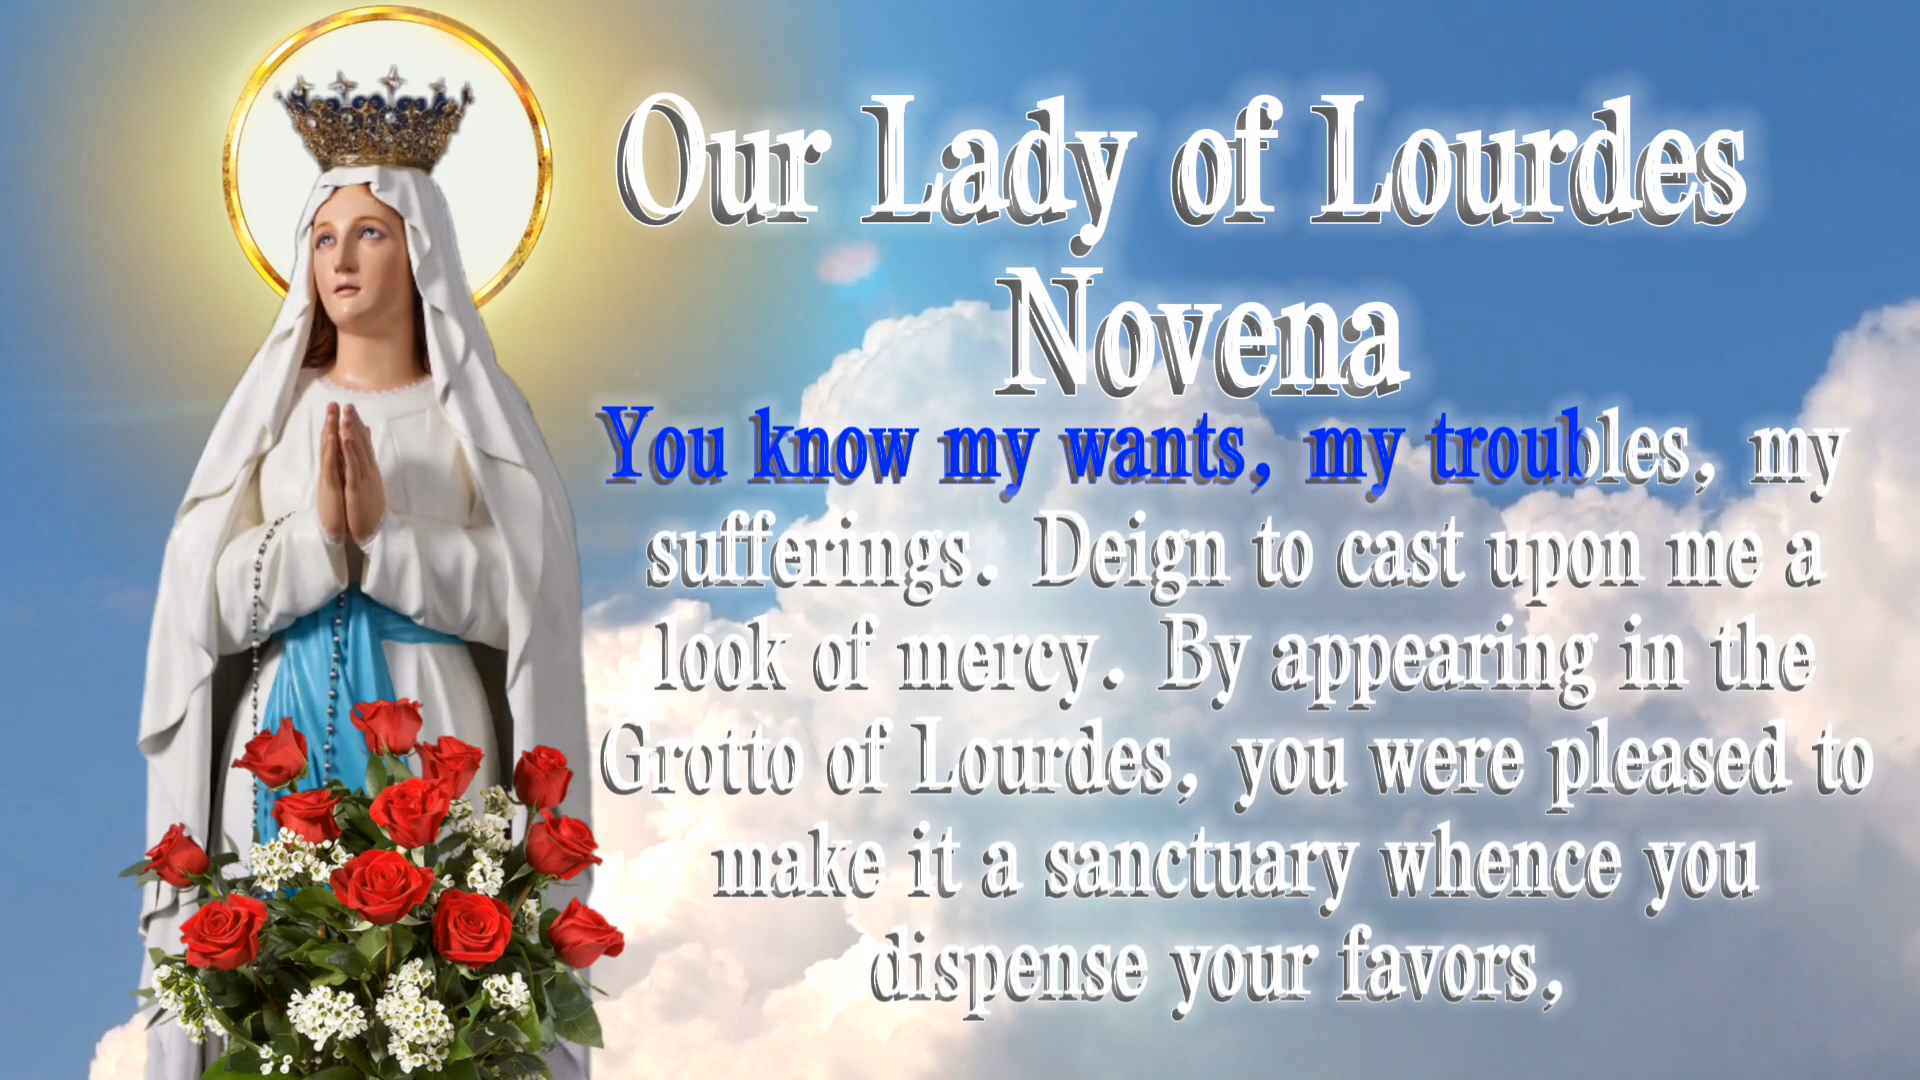 Our Lady of Lourdes
Novena
You know my wants, my troubles, my
sufferings. Deign to cast upon me a
look of mercy. By appearing in the
Grotto of Lourdes, you were pleased to
make it a sanctuary whence you
dispense your favors,